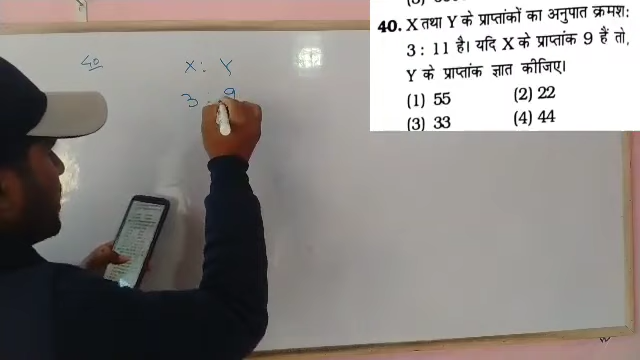 40. X तथा Y के प्राप्तांकों का अनुपात क्रमश:
3 : 11 है। यदि X के प्राप्तांक 9 हैं तो,
Y के प्राप्तांक ज्ञात कीजिए।
(1) 55 (2) 22
(3) 33 (4) 44
40
X : Y
3 : 9